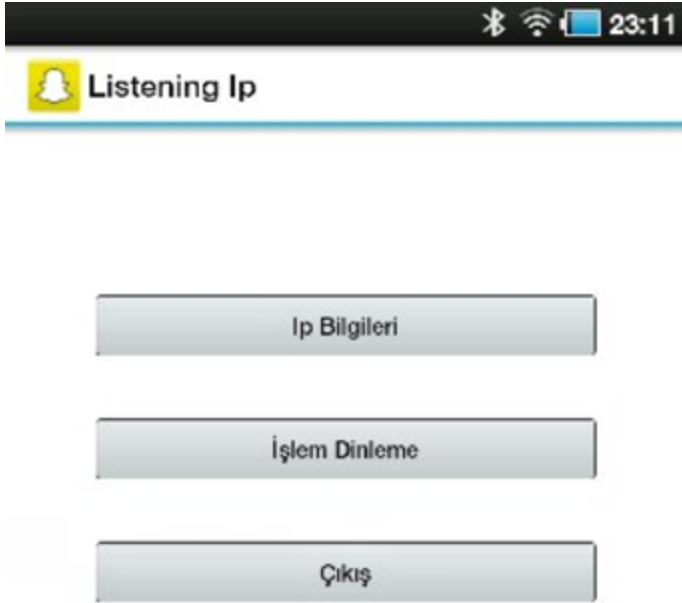 23:11
Listening Ip
Ip Bilgileri
İşlem Dinleme
Çıkış